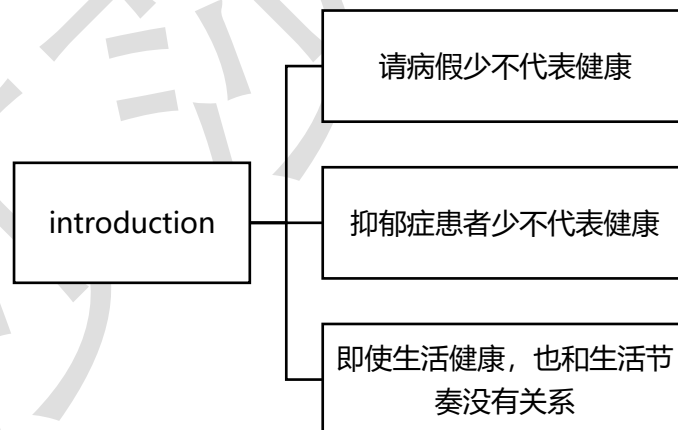 请病假少不代表健康
introduction
抑郁症患者少不代表健康
即使生活健康，也和生活节
奏没有关系